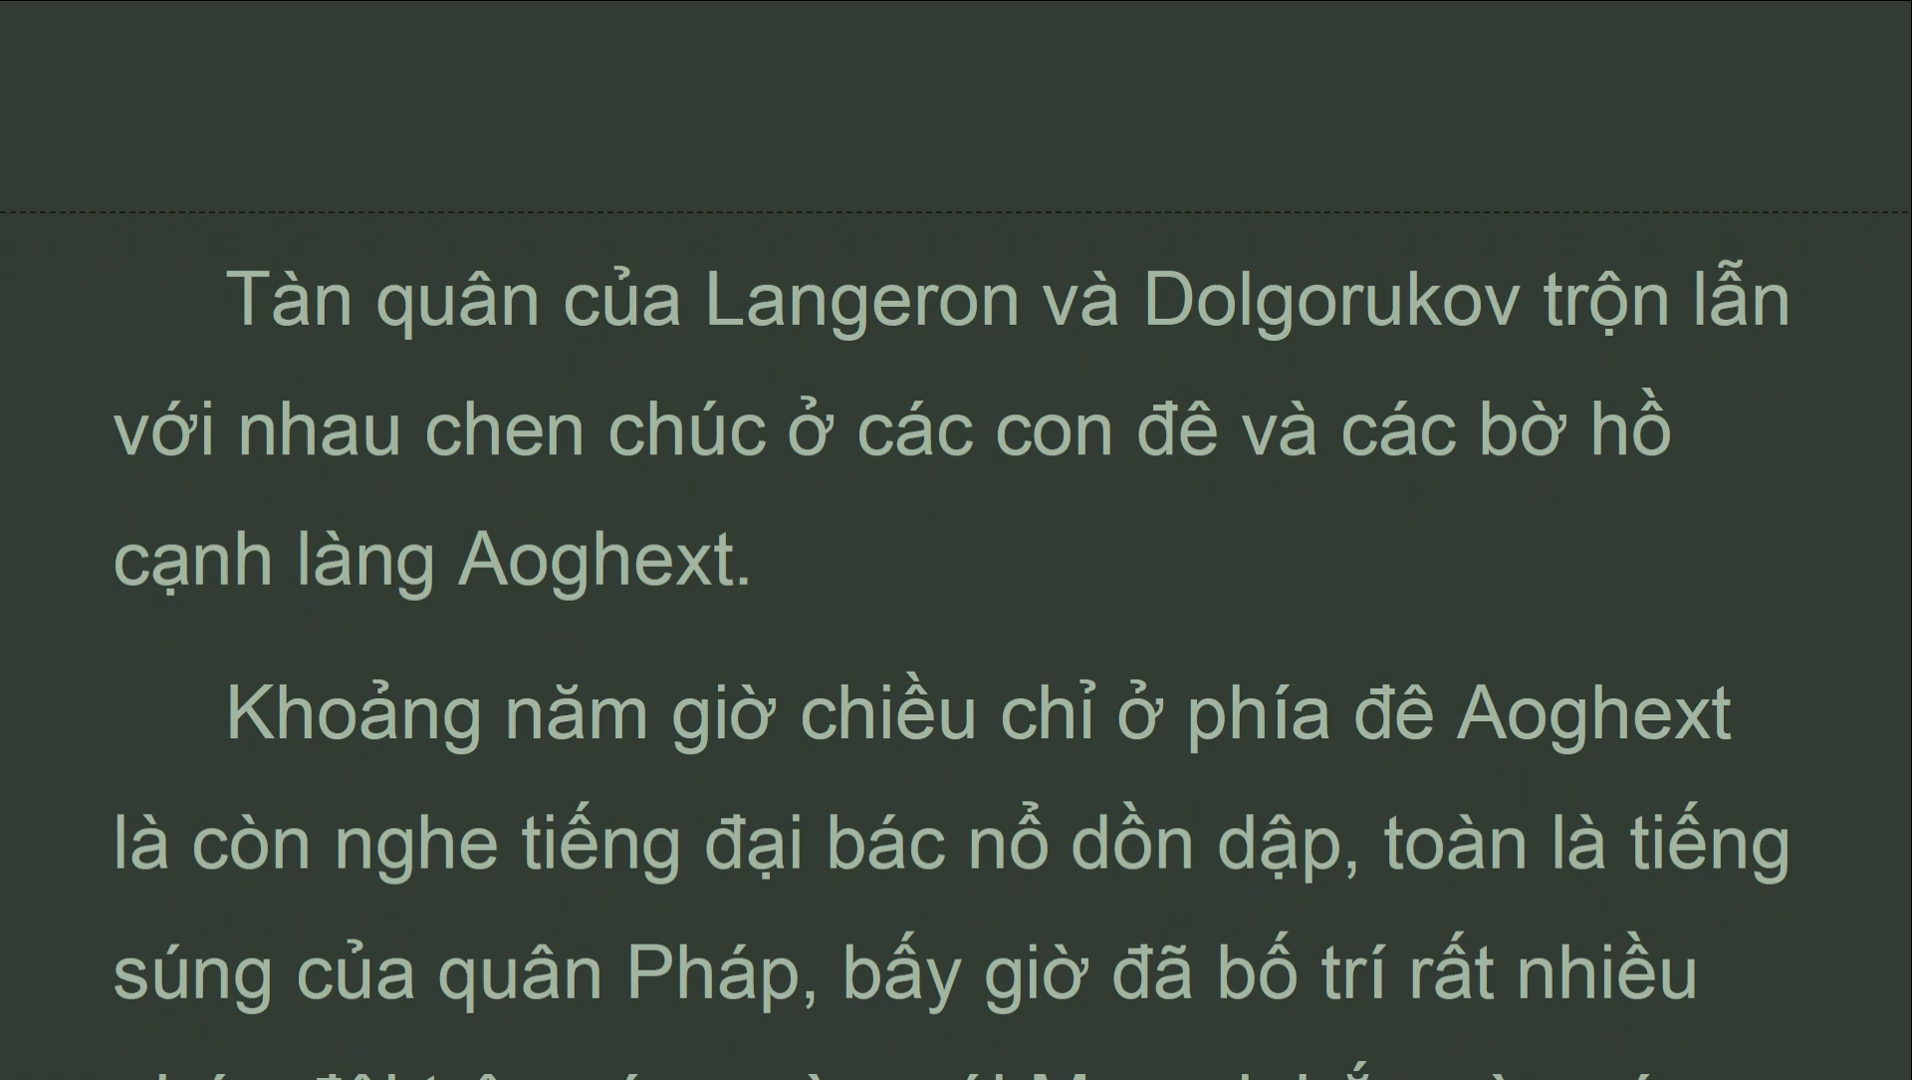 Tàn quân của Langeron và Dolgorukov trộn lẫn
với nhau chen chúc ở các con đê và các bờ hồ
cạnh làng Aoghext.
Khoảng năm giờ chiều chỉ ở phía đê Aoghext
là còn nghe tiếng đại bác nổ dồn dập, toàn là tiếng
súng của quân Pháp, bấy giờ đã bố trí rất nhiều